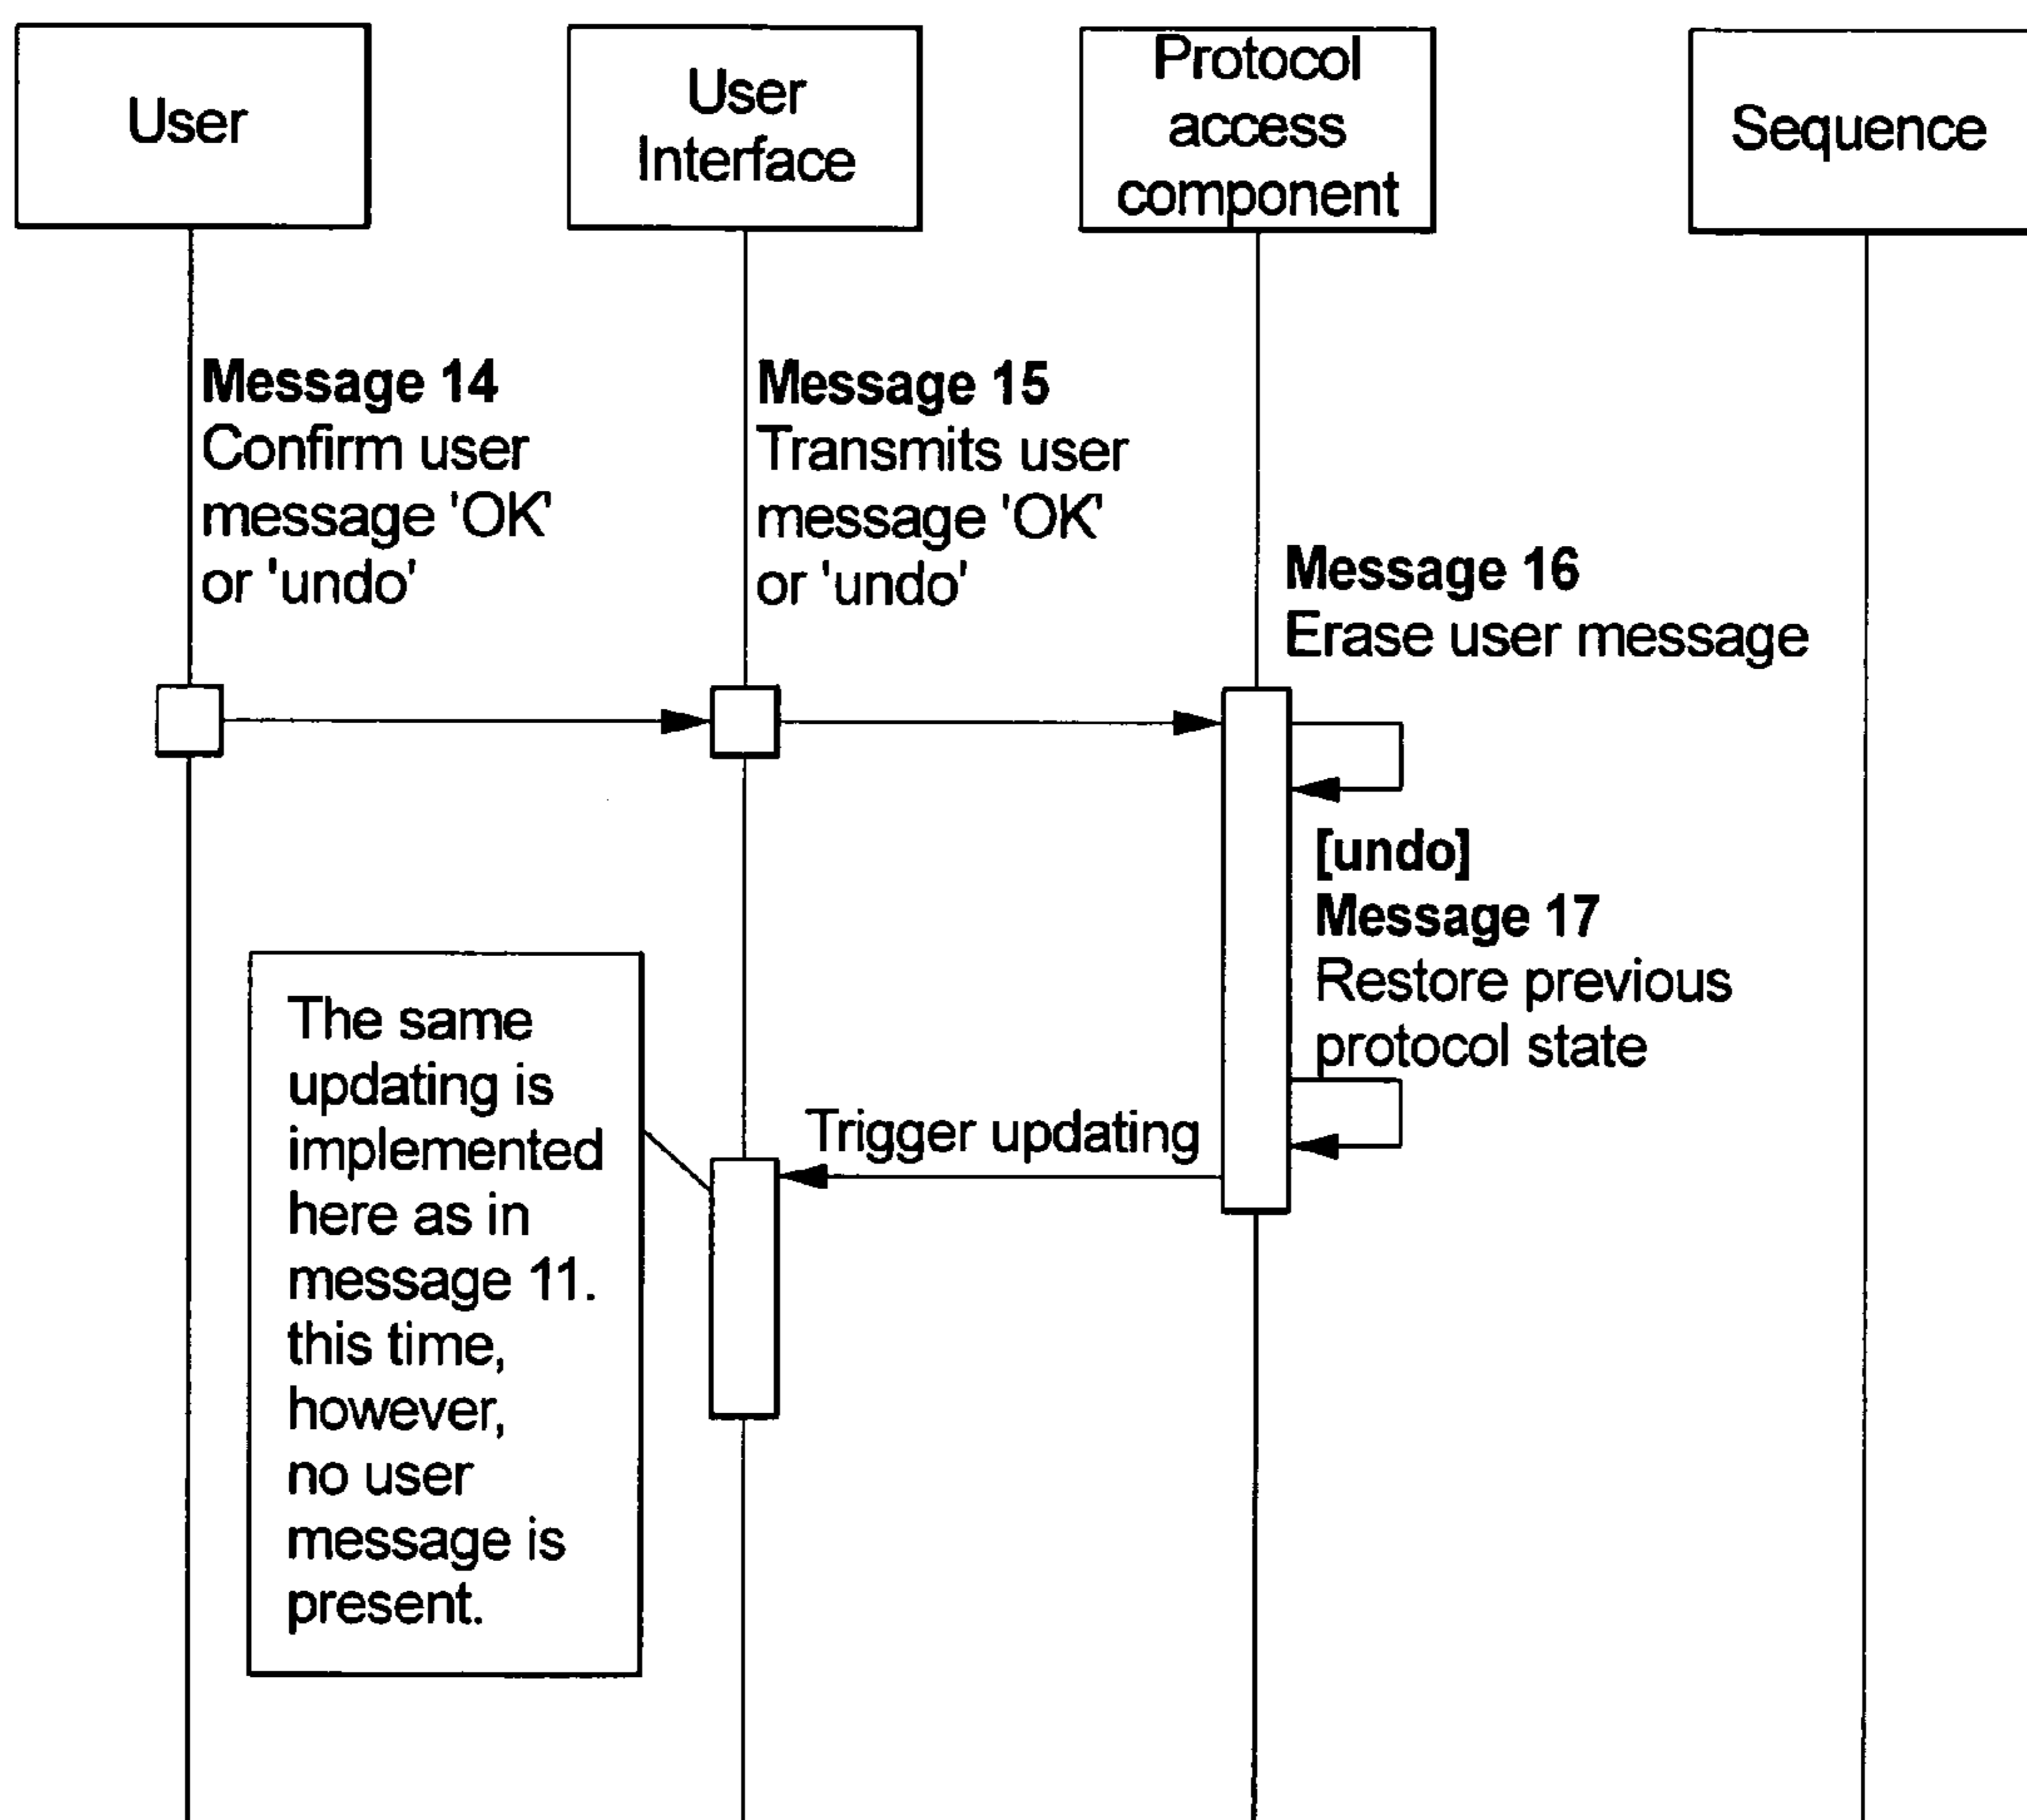 User
User
Interface
Protocol
access
component
Sequence
Message 14
Confirm user
message 'OK'
or 'undo'
Message 15
Transmits user
message 'OK'
or 'undo'
Message 16
Erase user message
[undo]
Message 17
Restore previous
protocol state
Trigger updating
The same
updating is
implemented
here as in
message 11.
this time,
however,
no user
message is
present.